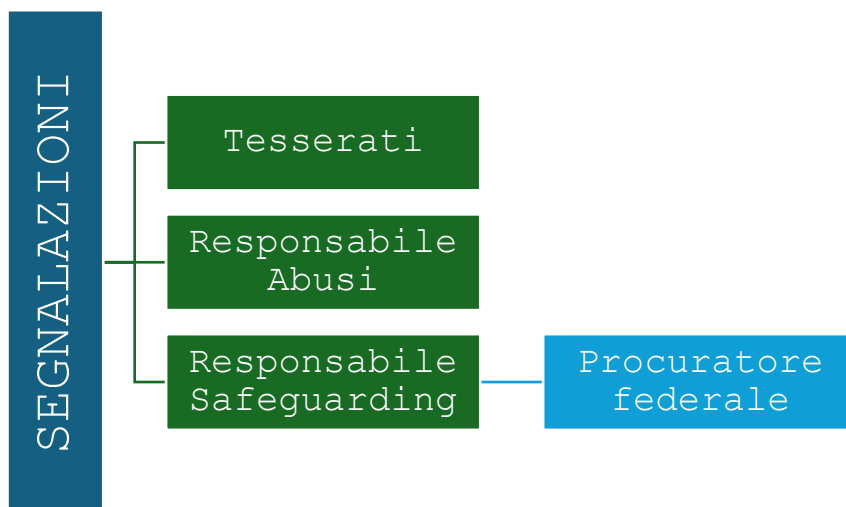 SEGNALAZIONI
Tesserati
Responsabile
Abusi
Responsabile
Safeguarding
Procuratore
federale